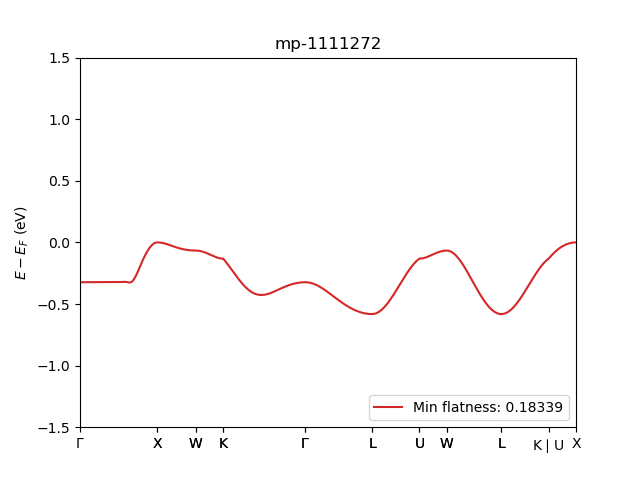 mp-1111272
E − E_F (eV)
1.5
1.0
0.5
0.0
−0.5
−1.0
−1.5
Min flatness: 0.18339
Γ X W K Γ L U W L K | U X